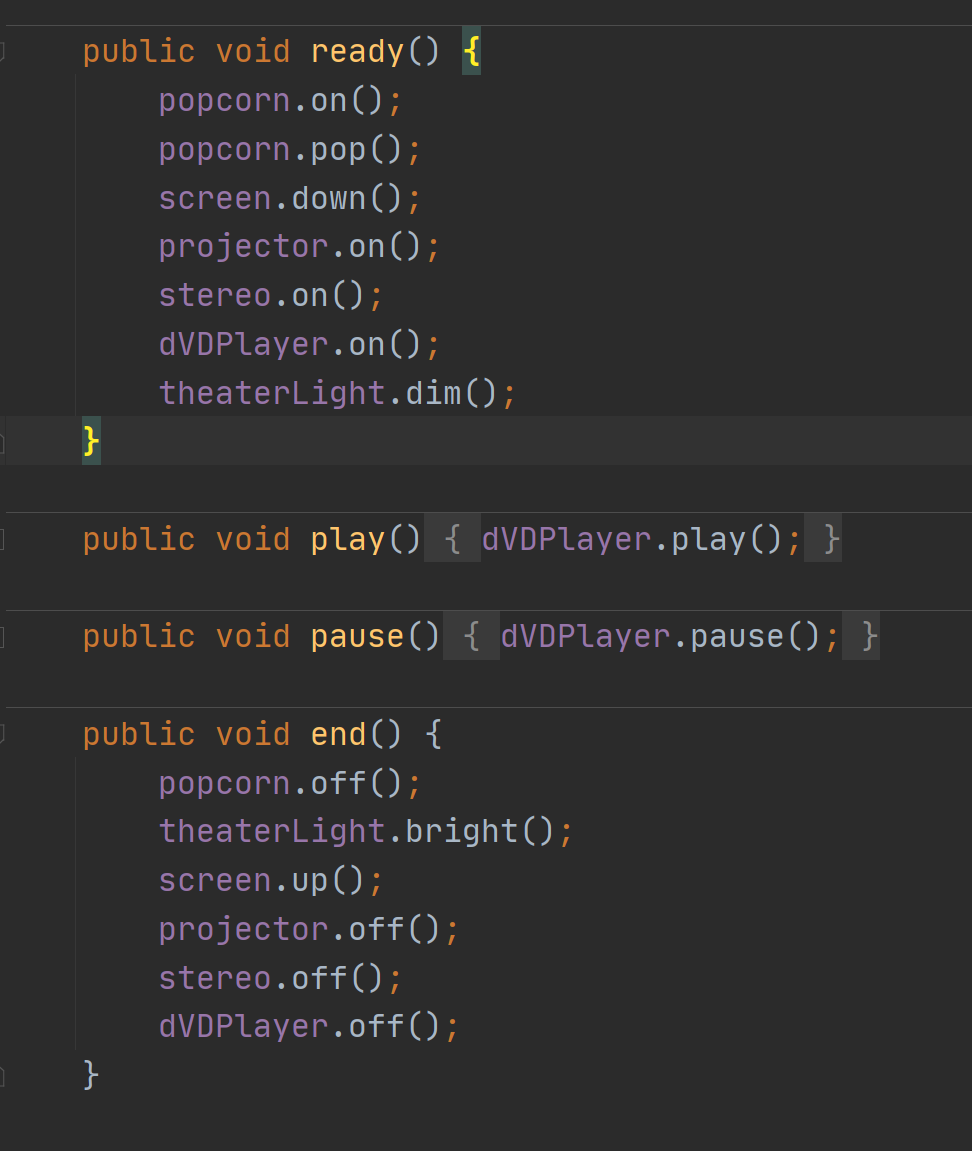 public void ready() {
popcorn.on();
popcorn.pop();
screen.down();
projector.on();
stereo.on();
dVDPlayer.on();
theaterLight.dim();
}
public void play() { dVDPlayer.play(); }
public void pause() { dVDPlayer.pause(); }
public void end() {
popcorn.off();
theaterLight.bright();
screen.up();
projector.off();
stereo.off();
dVDPlayer.off();
}